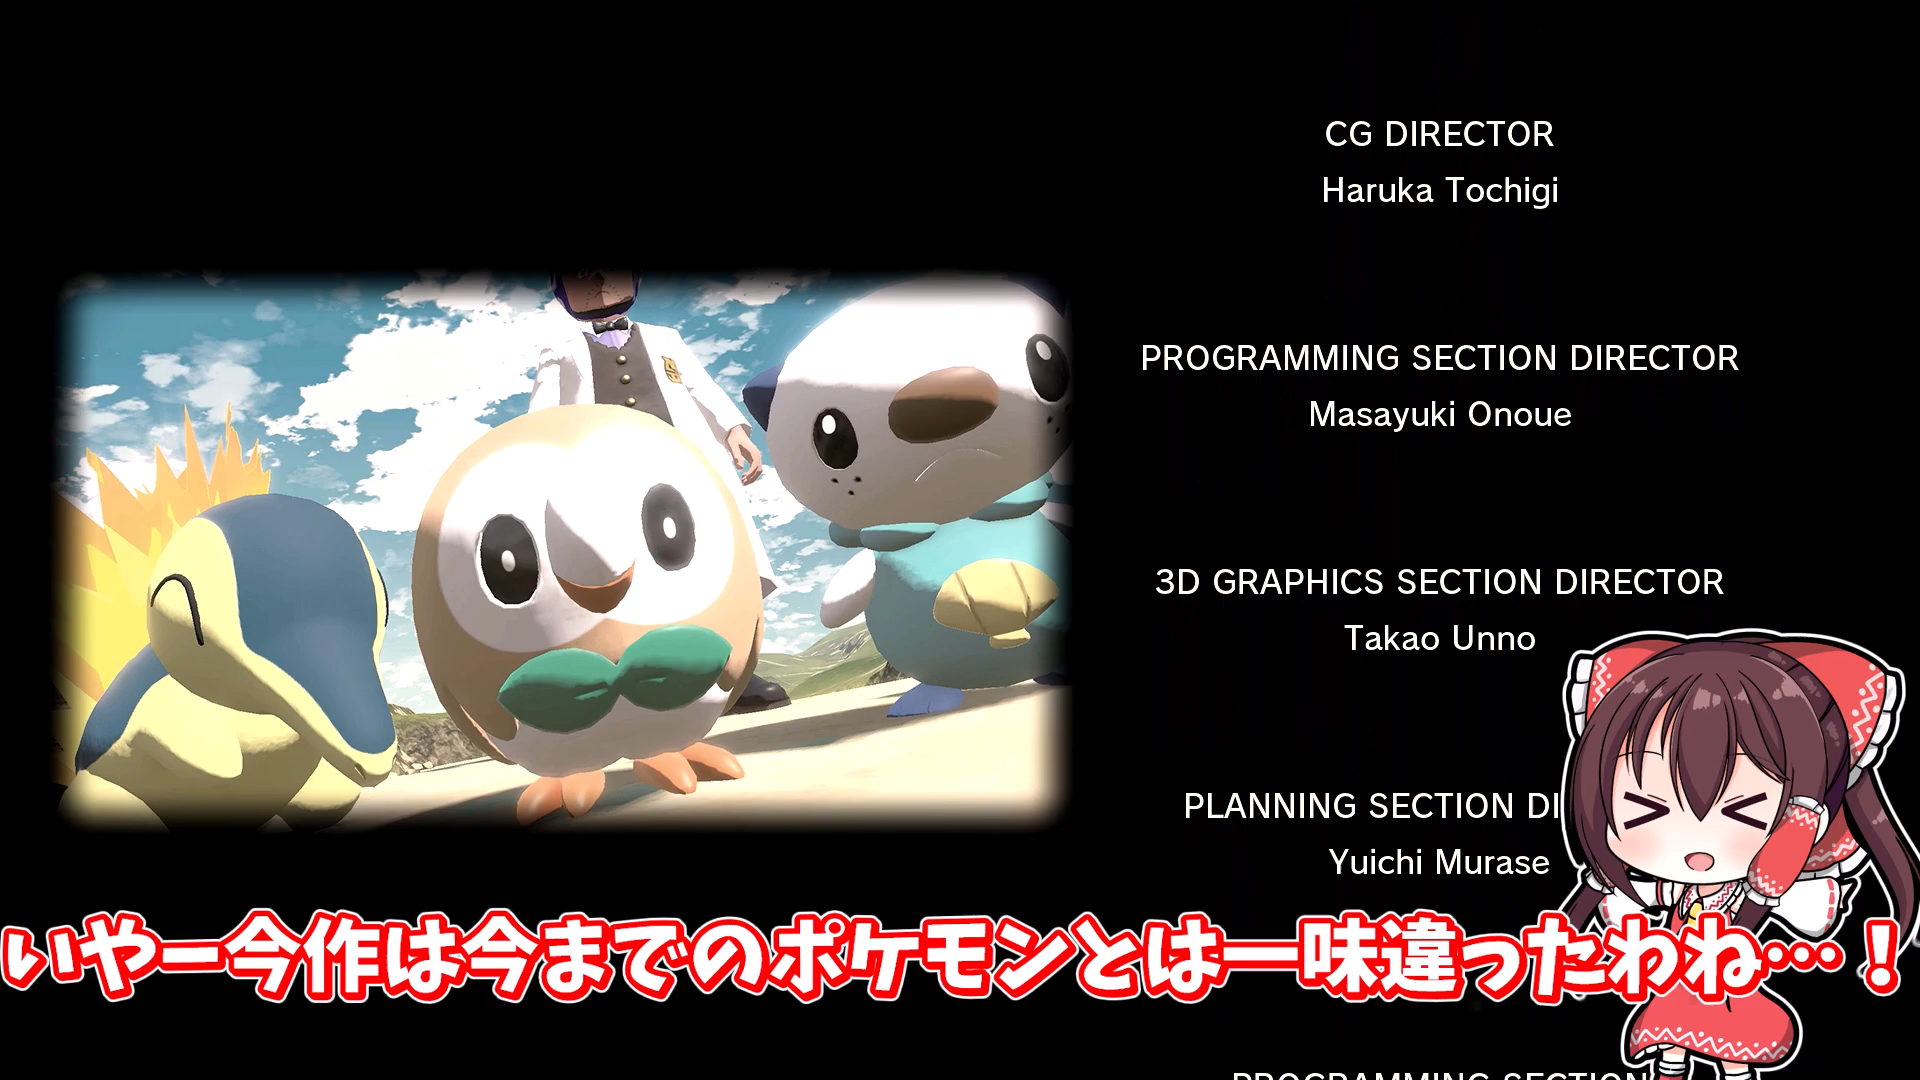 CG DIRECTOR
Haruka Tochigi
PROGRAMMING SECTION DIRECTOR
Masayuki Onoue
3D GRAPHICS SECTION DIRECTOR
Takao Unno
PLANNING SECTION DI
Yuichi Murase
いやー今作は今までのポケモンとは一味違ったわね…！
PROGRAMMING SECTION